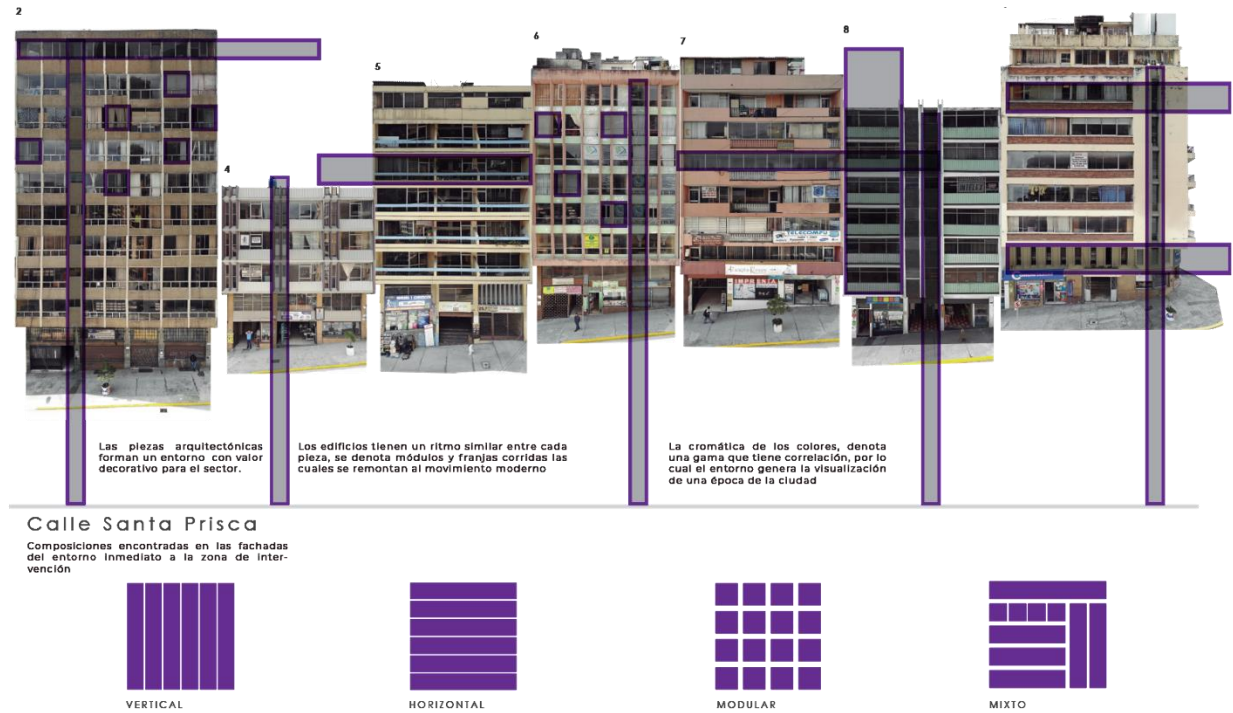 2
4
5
6
7
8
TELECOMPU
IMPRENTA
Las piezas arquitectónicas
forman un entorno con valor
decorativo para el sector.
Los edificios tienen un ritmo similar entre cada
pieza, se denota módulos y franjas corridas las
cuales se remontan al movimiento moderno
La cromática de los colores, denota
una gama que tiene correlación, por lo
cual el entorno genera la visualización
de una época de la ciudad
Calle Santa Prisca
Composiciones encontradas en las fachadas
del entorno inmediato a la zona de inter-
vención
VERTICAL
HORIZONTAL
MODULAR
MIXTO